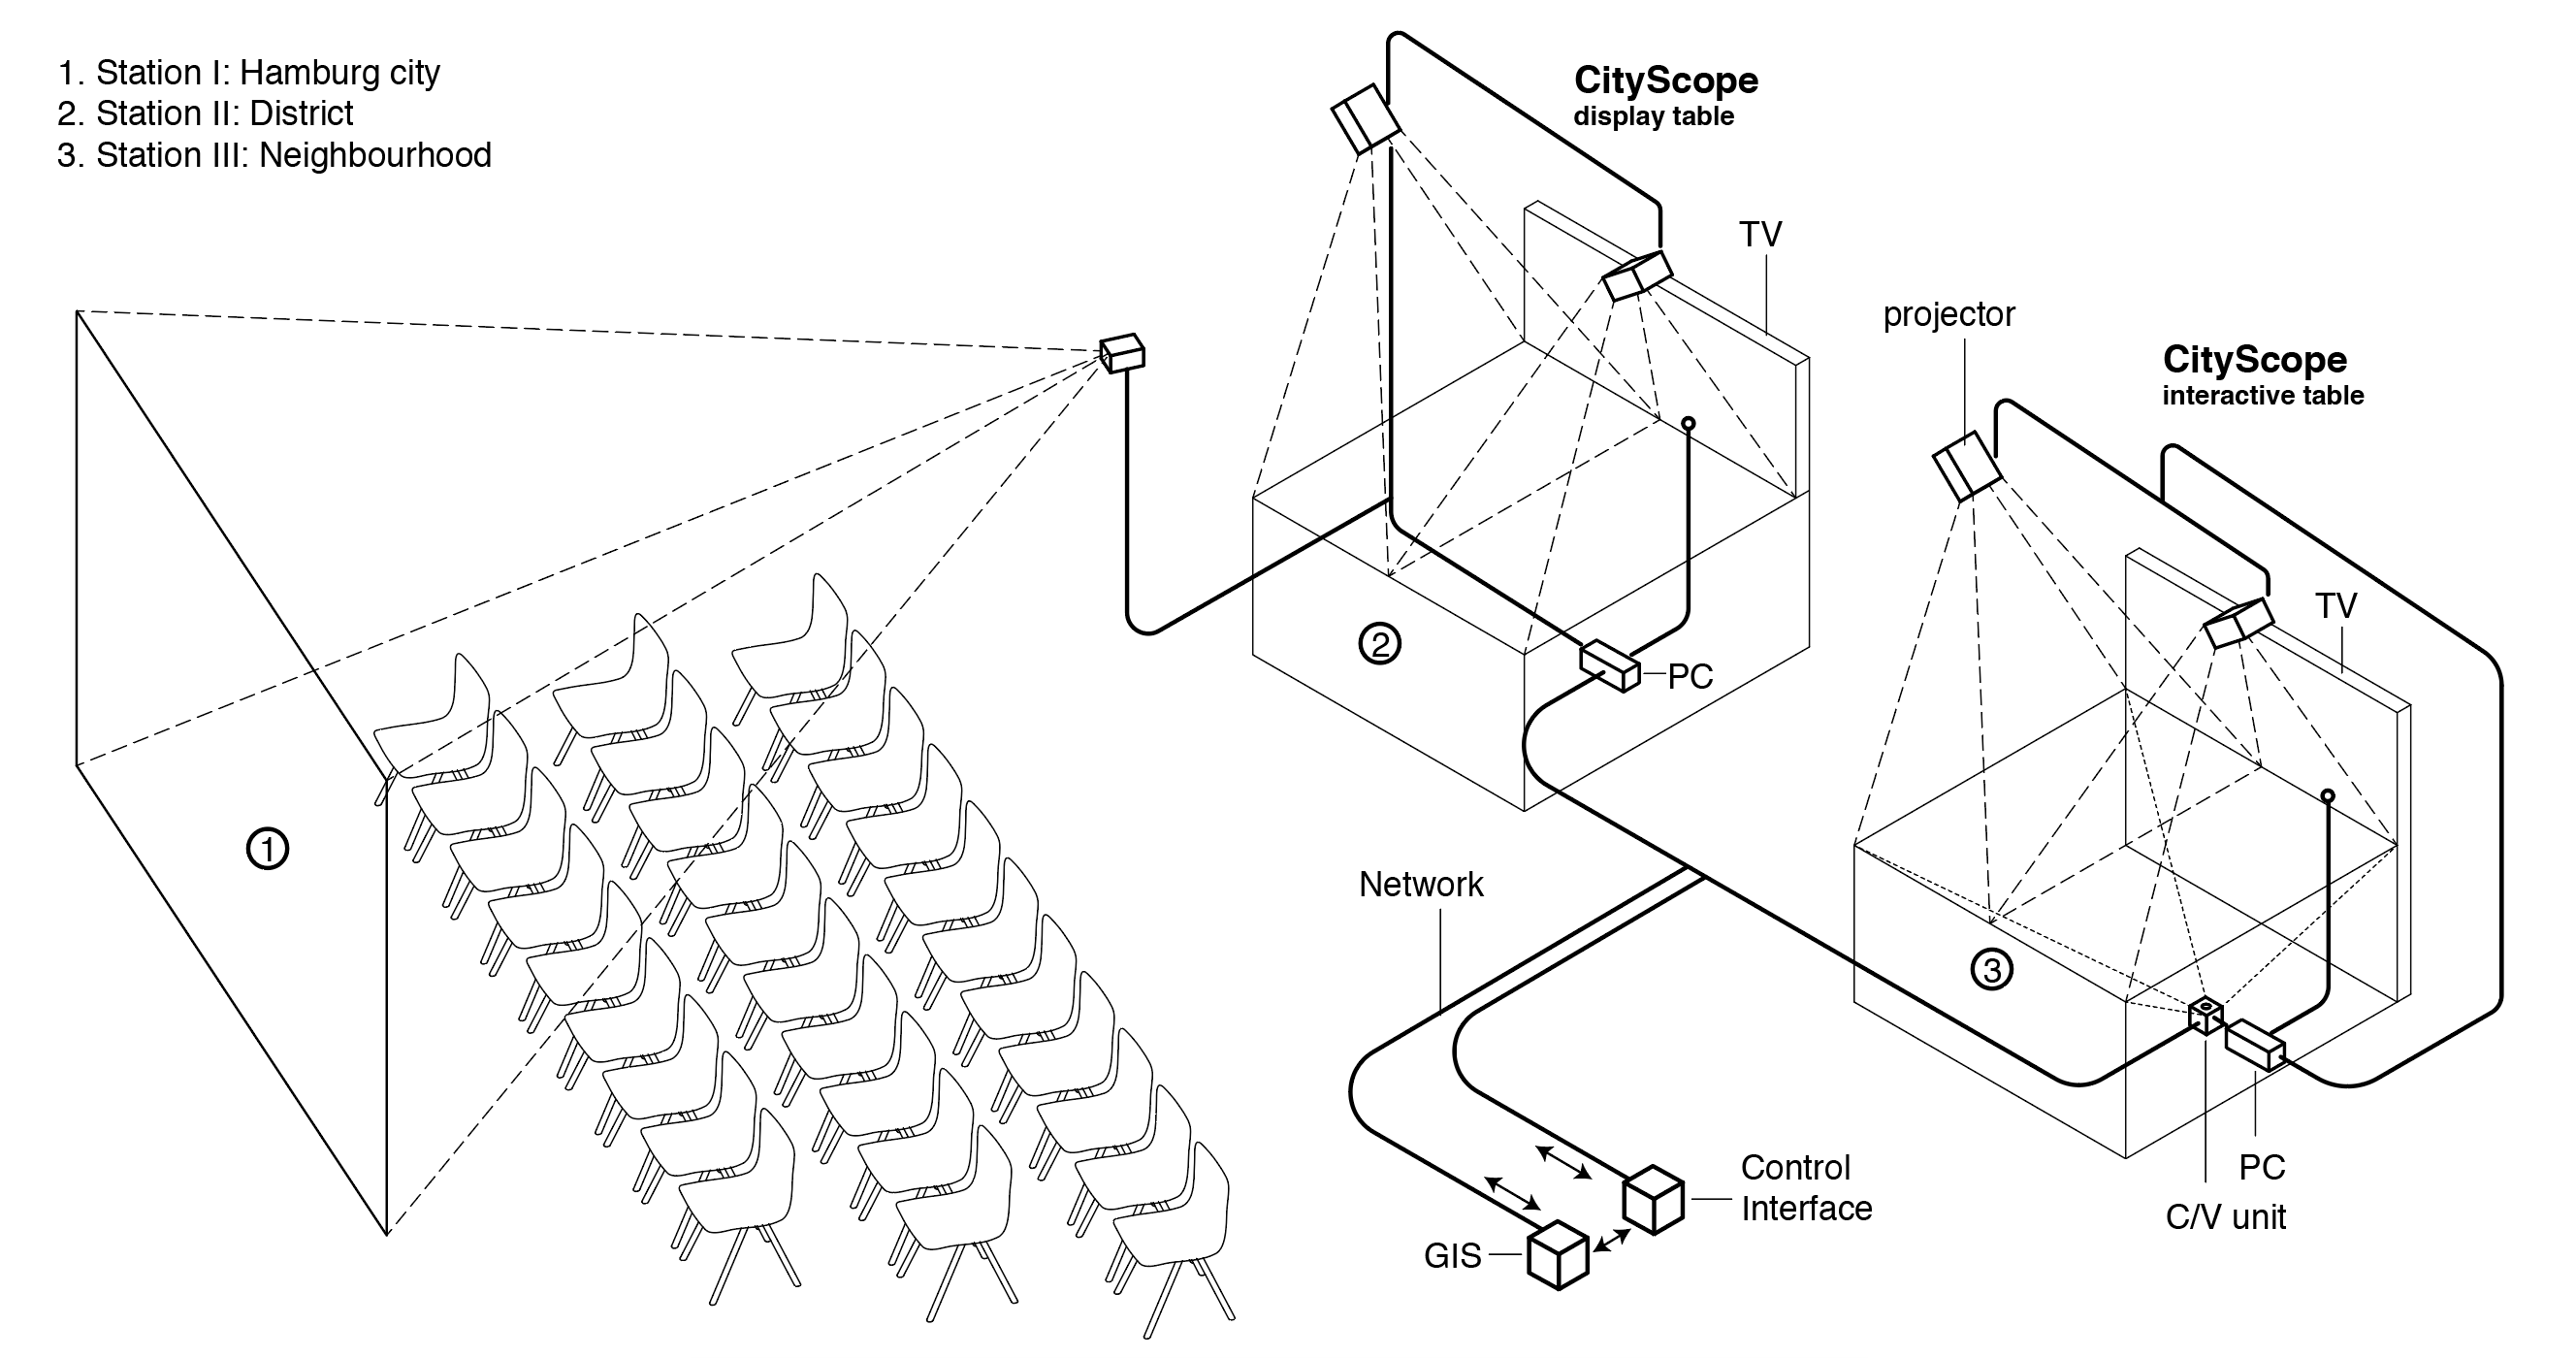 1. Station I: Hamburg city
2. Station II: District
3. Station III: Neighbourhood
CityScope
display table
TV
projector
CityScope
interactive table
TV
1
2
PC
3
Network
Control
Interface
GIS
PC
C/V unit